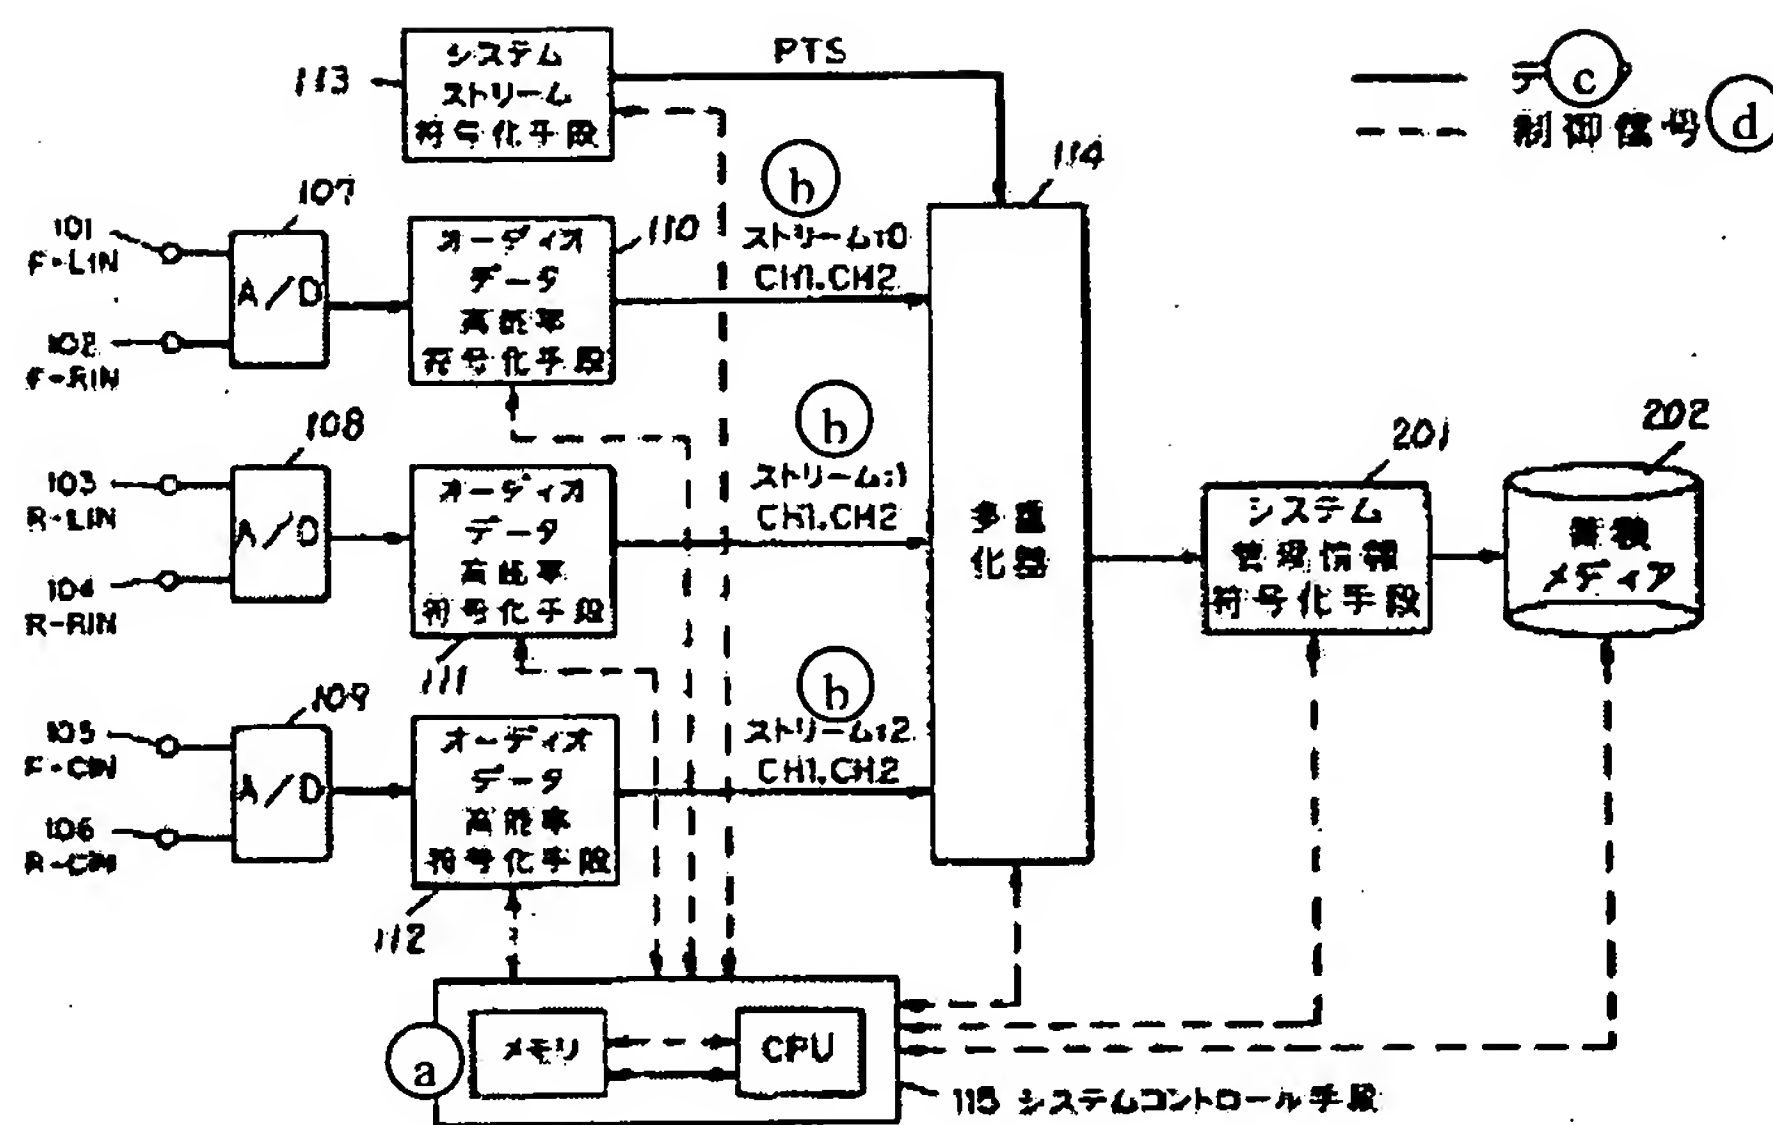 システム
ストリーム
符号化手段
113
PTS
c
制御信号
d
114
107
101
F-LIN
A/D
102
F-RIN
オーディオ
データ
高能率
符号化手段
110
b
ストリーム:0
CH1.CH2
108
103
R-LIN
A/D
104
R-RIN
オーディオ
データ
高能率
符号化手段
111
b
ストリーム:1
CH1.CH2
多重
化器
201
システム
管理情報
符号化手段
202
蓄積
メディア
109
105
F-CIN
A/D
106
R-CIN
オーディオ
データ
高能率
符号化手段
112
b
ストリーム:2
CH1.CH2
a
メモリ
CPU
115 システムコントロール手段